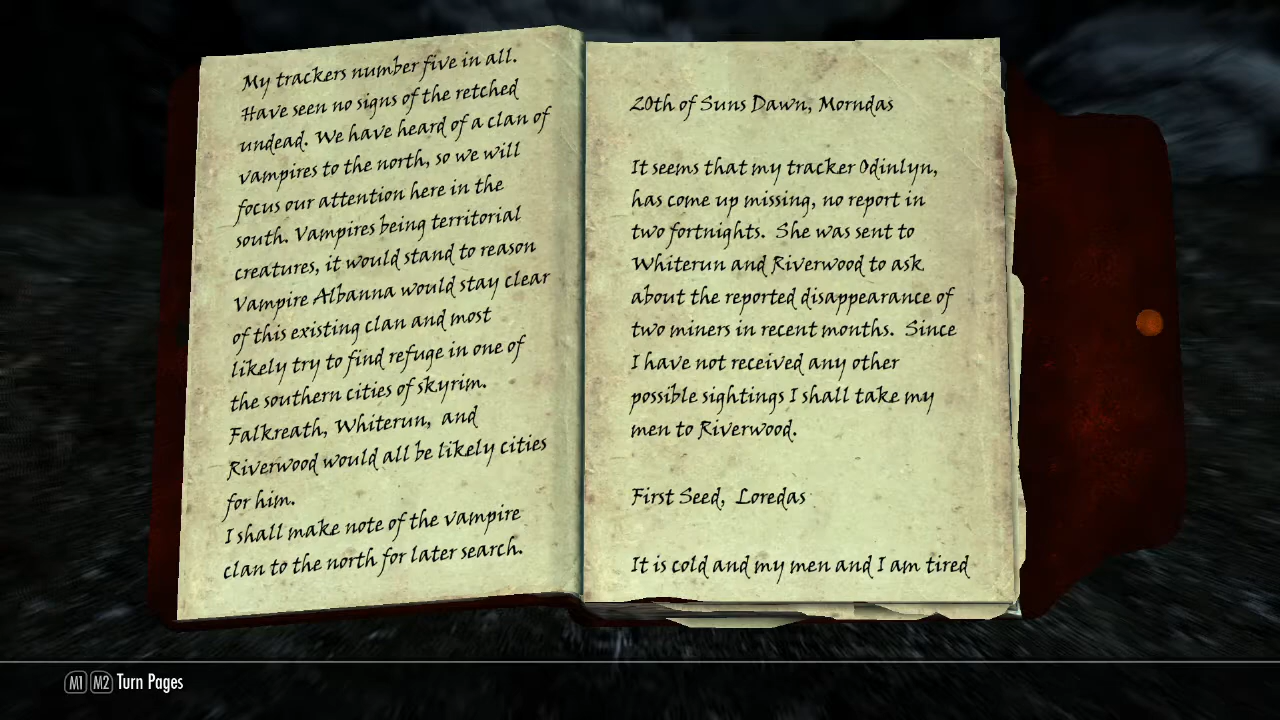 My trackers number five in all.
Have seen no signs of the retched
undead. We have heard of a clan of
vampires to the north, so we will
focus our attention here in the
south. Vampires being territorial
creatures, it would stand to reason
Vampire Albanna would stay clear
of this existing clan and most
likely try to find refuge in one of
the southern cities of skyrim.
Falkreath, Whiterun, and
Riverwood would all be likely cities
for him.
I shall make note of the vampire
clan to the north for later search.
20th of Suns Dawn, Morndas
It seems that my tracker Odinlyn,
has come up missing, no report in
two fortnights. She was sent to
Whiterun and Riverwood to ask
about the reported disappearance of
two miners in recent months. Since
I have not received any other
possible sightings I shall take my
men to Riverwood.
First Seed, Loredas
It is cold and my men and I am tired
M1 M2 Turn Pages